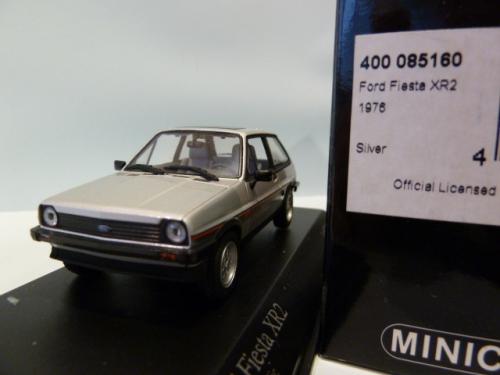 400 085160
Ford Fiesta XR2
1976
Silver
4
Official Licensed
MINIC
Fiesta XR2